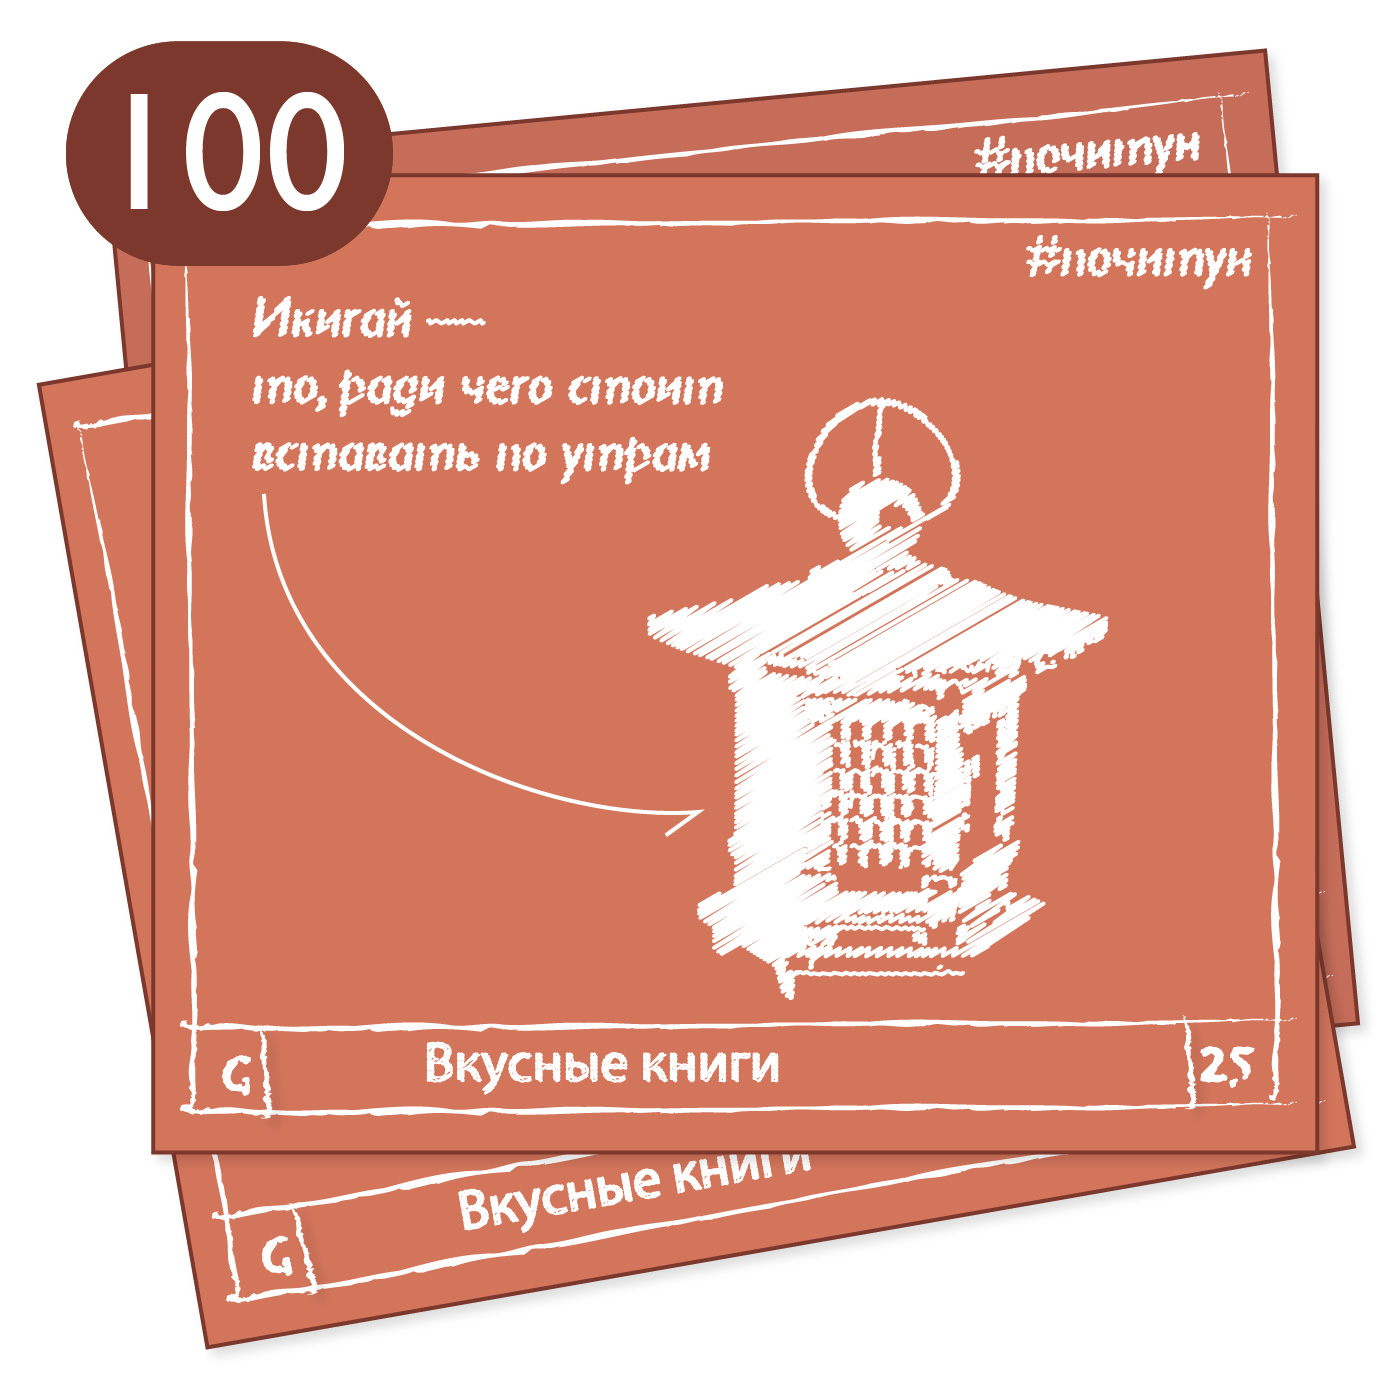 100
#почитун
#почитун
Икигай —
то, ради чего стоит
вставать по утрам
G
Вкусные книги
25
Вкусные книги
G